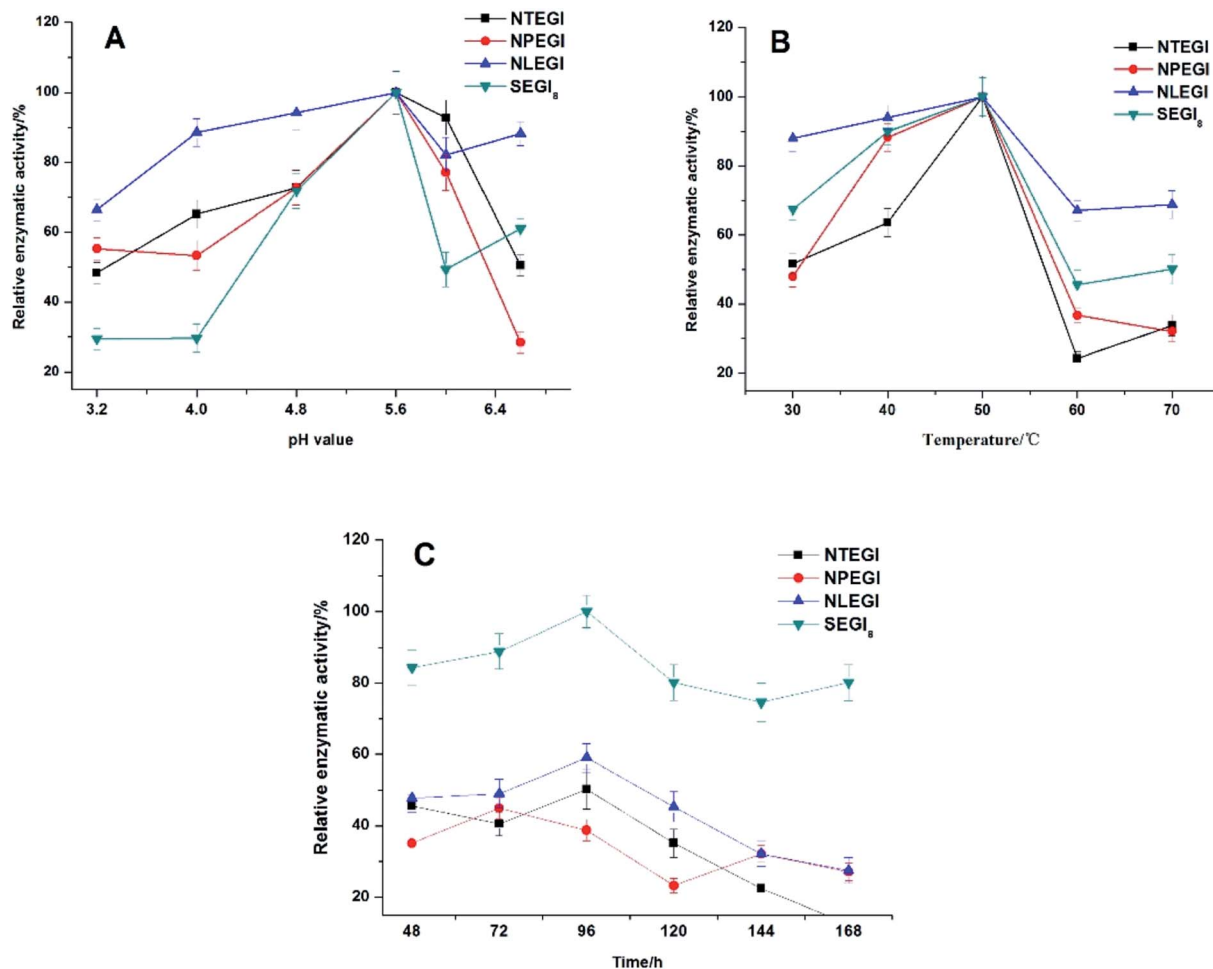 A
NTEGI
NPEGI
NLEGI
SEGI8
120
100
80
60
40
20
Relative enzymatic activity/%
3.2 4.0 4.8 5.6 6.4
pH value
B
NTEGI
NPEGI
NLEGI
SEGI8
120
100
80
60
40
20
Relative enzymatic activity/%
30 40 50 60 70
Temperature/℃
C
NTEGI
NPEGI
NLEGI
SEGI8
120
100
80
60
40
20
Relative enzymatic activity/%
48 72 96 120 144 168
Time/h